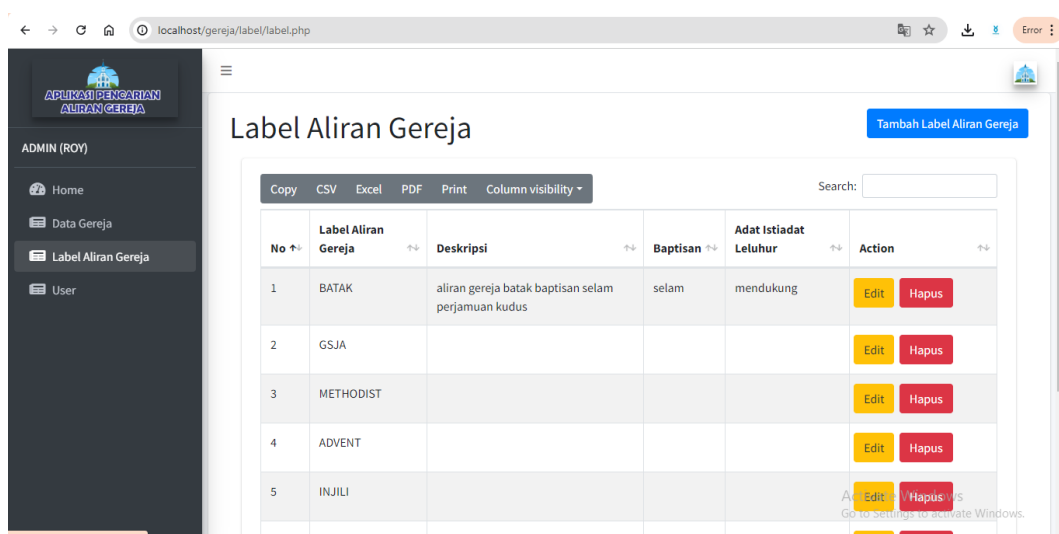 localhost/gereja/label/label.php
Error
APLIKASI PENCARIAN
ALIRAN GEREJA
ADMIN (ROY)
Home
Data Gereja
Label Aliran Gereja
User
Label Aliran Gereja
Tambah Label Aliran Gereja
Copy CSV Excel PDF Print Column visibility
Search:
No Label Aliran Gereja Deskripsi Baptisan Adat Istiadat Leluhur Action
1 BATAK aliran gereja batak baptisan selam selam mendukung Edit Hapus
perjamuan kudus
2 GSJA Edit Hapus
3 METHODIST Edit Hapus
4 ADVENT Edit Hapus
5 INJILI Edit Hapus
Activate Windows
Go to Settings to activate Windows.